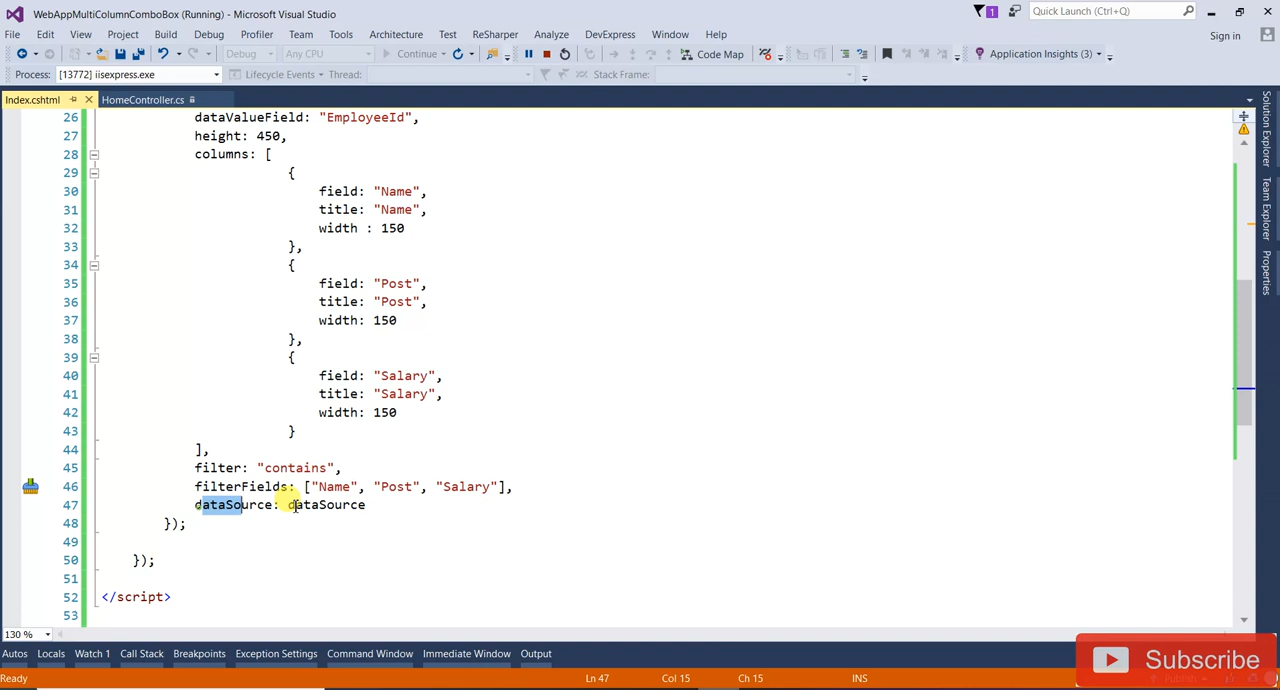 WebAppMultiColumnComboBox (Running) - Microsoft Visual Studio
1
Quick Launch (Ctrl+Q)
File Edit View Project Build Debug Profiler Team Tools Architecture Test ReSharper Analyze DevExpress Window Help
Sign in
Debug Any CPU Continue Code Map Application Insights (3)
Process: [13772] iisexpress.exe Lifecycle Events Thread: Stack Frame:
Index.cshtml HomeController.cs
26 dataValueField: "EmployeeId",
27 height: 450,
28 columns: [
29 {
30 field: "Name",
31 title: "Name",
32 width : 150
33 },
34 {
35 field: "Post",
36 title: "Post",
37 width: 150
38 },
39 {
40 field: "Salary",
41 title: "Salary",
42 width: 150
43 }
44 ],
45 filter: "contains",
46 filterFields: ["Name", "Post", "Salary"],
47 dataSource: dataSource
48 });
49
50 });
51
52 </script>
53
Solution Explorer
Team Explorer
Properties
130 %
Autos Locals Watch 1 Call Stack Breakpoints Exception Settings Command Window Immediate Window Output
Subscribe
Ready Ln 47 Col 15 Ch 15 INS Publish